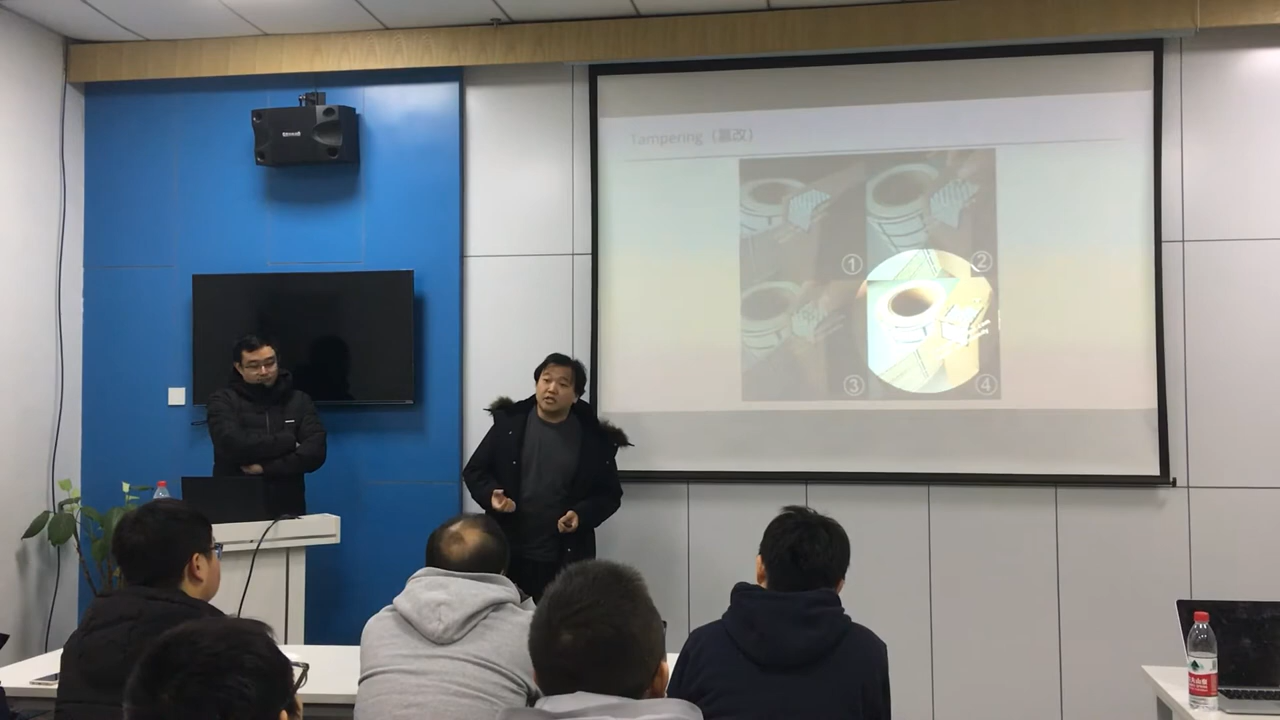 Tampering（篡改）
①
②
③
④